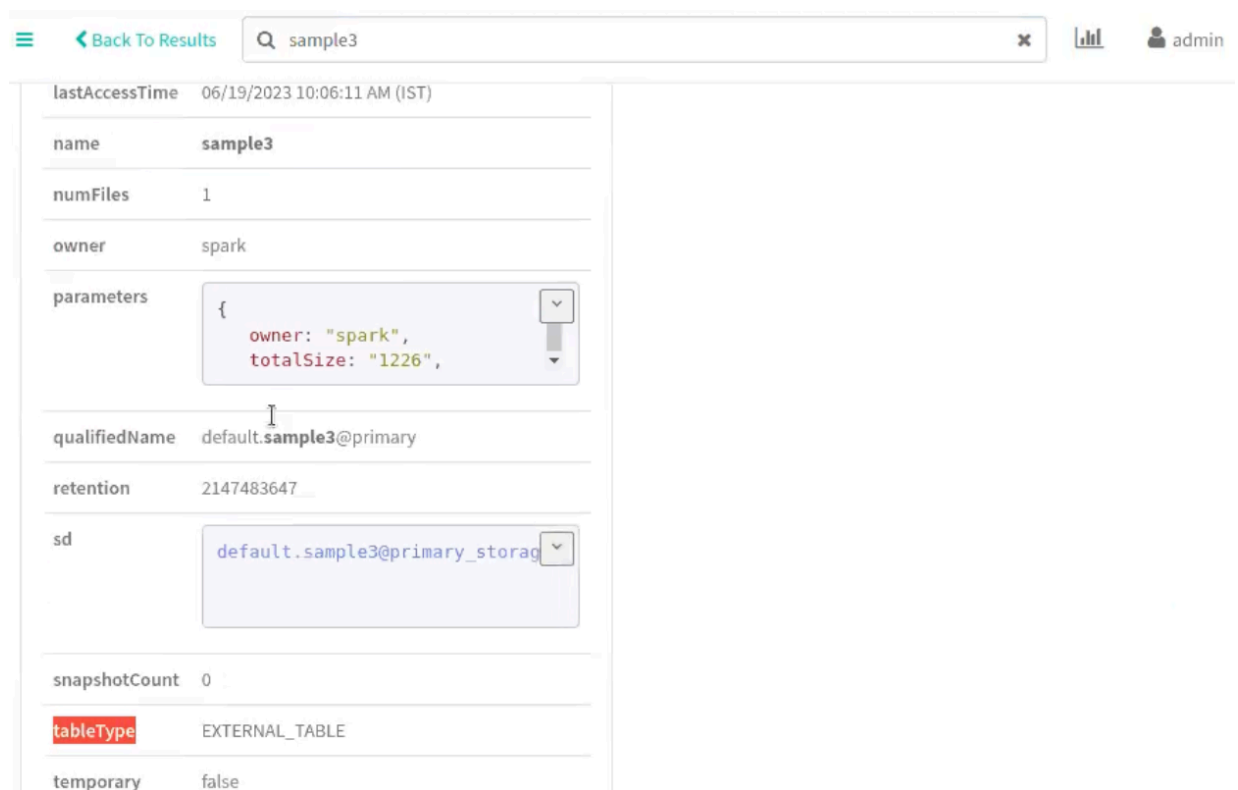 Back To Results sample3 admin
lastAccessTime 06/19/2023 10:06:11 AM (IST)
name sample3
numFiles 1
owner spark
parameters {
owner: "spark",
totalSize: "1226",
qualifiedName default.sample3@primary
retention 2147483647
sd default.sample3@primary_storag
snapshotCount 0
tableType EXTERNAL_TABLE
temporary false